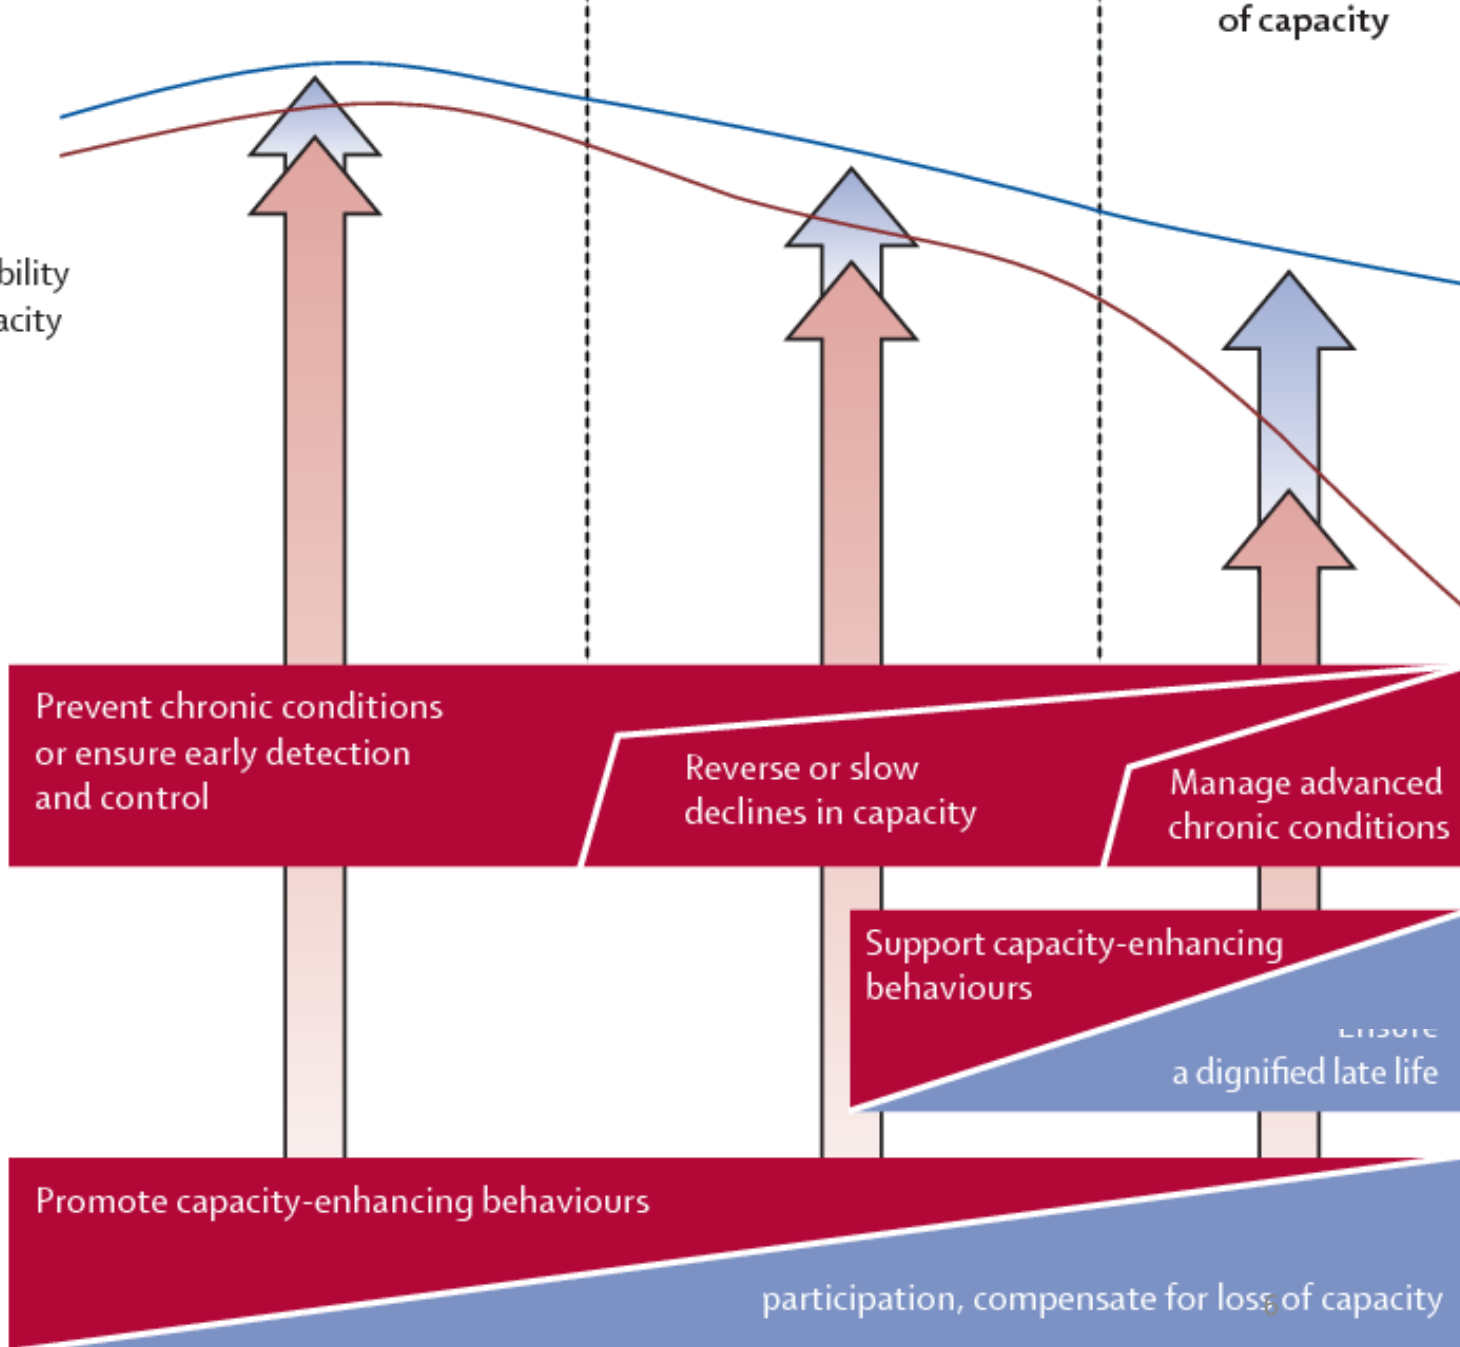 of capacity
bility
acity
Prevent chronic conditions
or ensure early detection
and control
Reverse or slow
declines in capacity
Manage advanced
chronic conditions
Support capacity-enhancing
behaviours
Ensure
a dignified late life
Promote capacity-enhancing behaviours
participation, compensate for loss of capacity
6